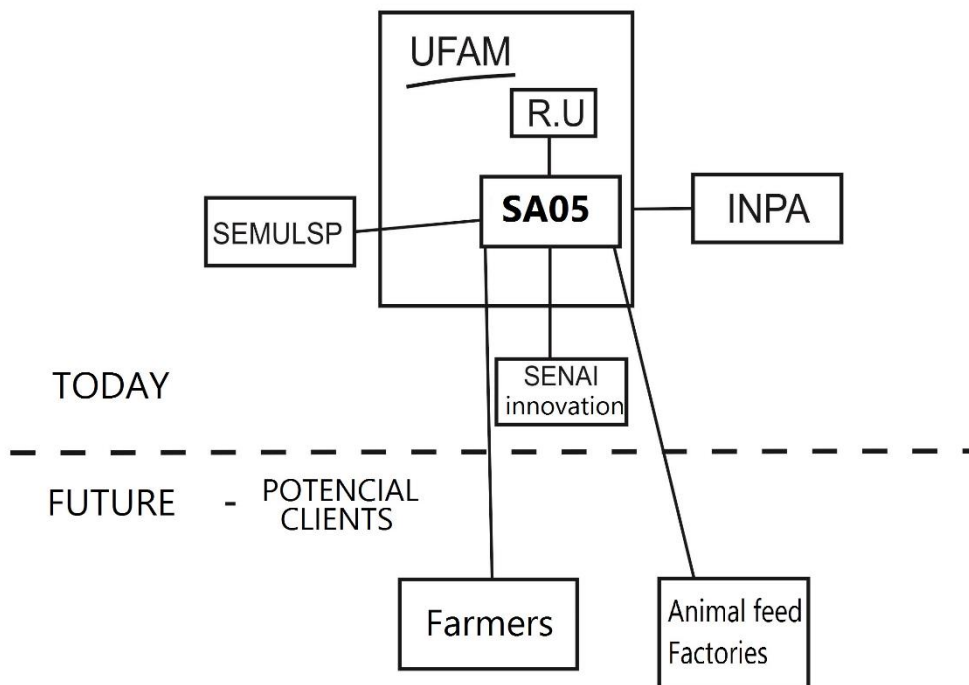 UFAM
R.U
SA05
INPA
SEMULSP
SENAI
innovation
TODAY
FUTURE - POTENCIAL
CLIENTS
Farmers
Animal feed
Factories